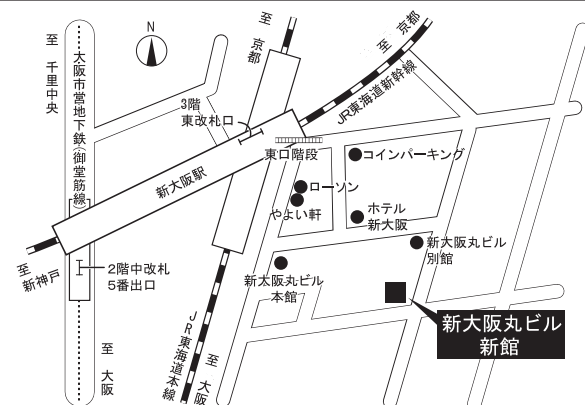 N
至 京都
至 京都
至 千里中央
大阪市営地下鉄(御堂筋線)
JR東海道新幹線
3階
東改札口
東口階段
コインパーキング
新大阪駅
ローソン
やよい軒
ホテル
新大阪
新大阪丸ビル
別館
至
新神戸
2階中改札
5番出口
新太阪丸ビル
本館
新大阪丸ビル
新館
JR東海道本線
至 大阪
至 大阪